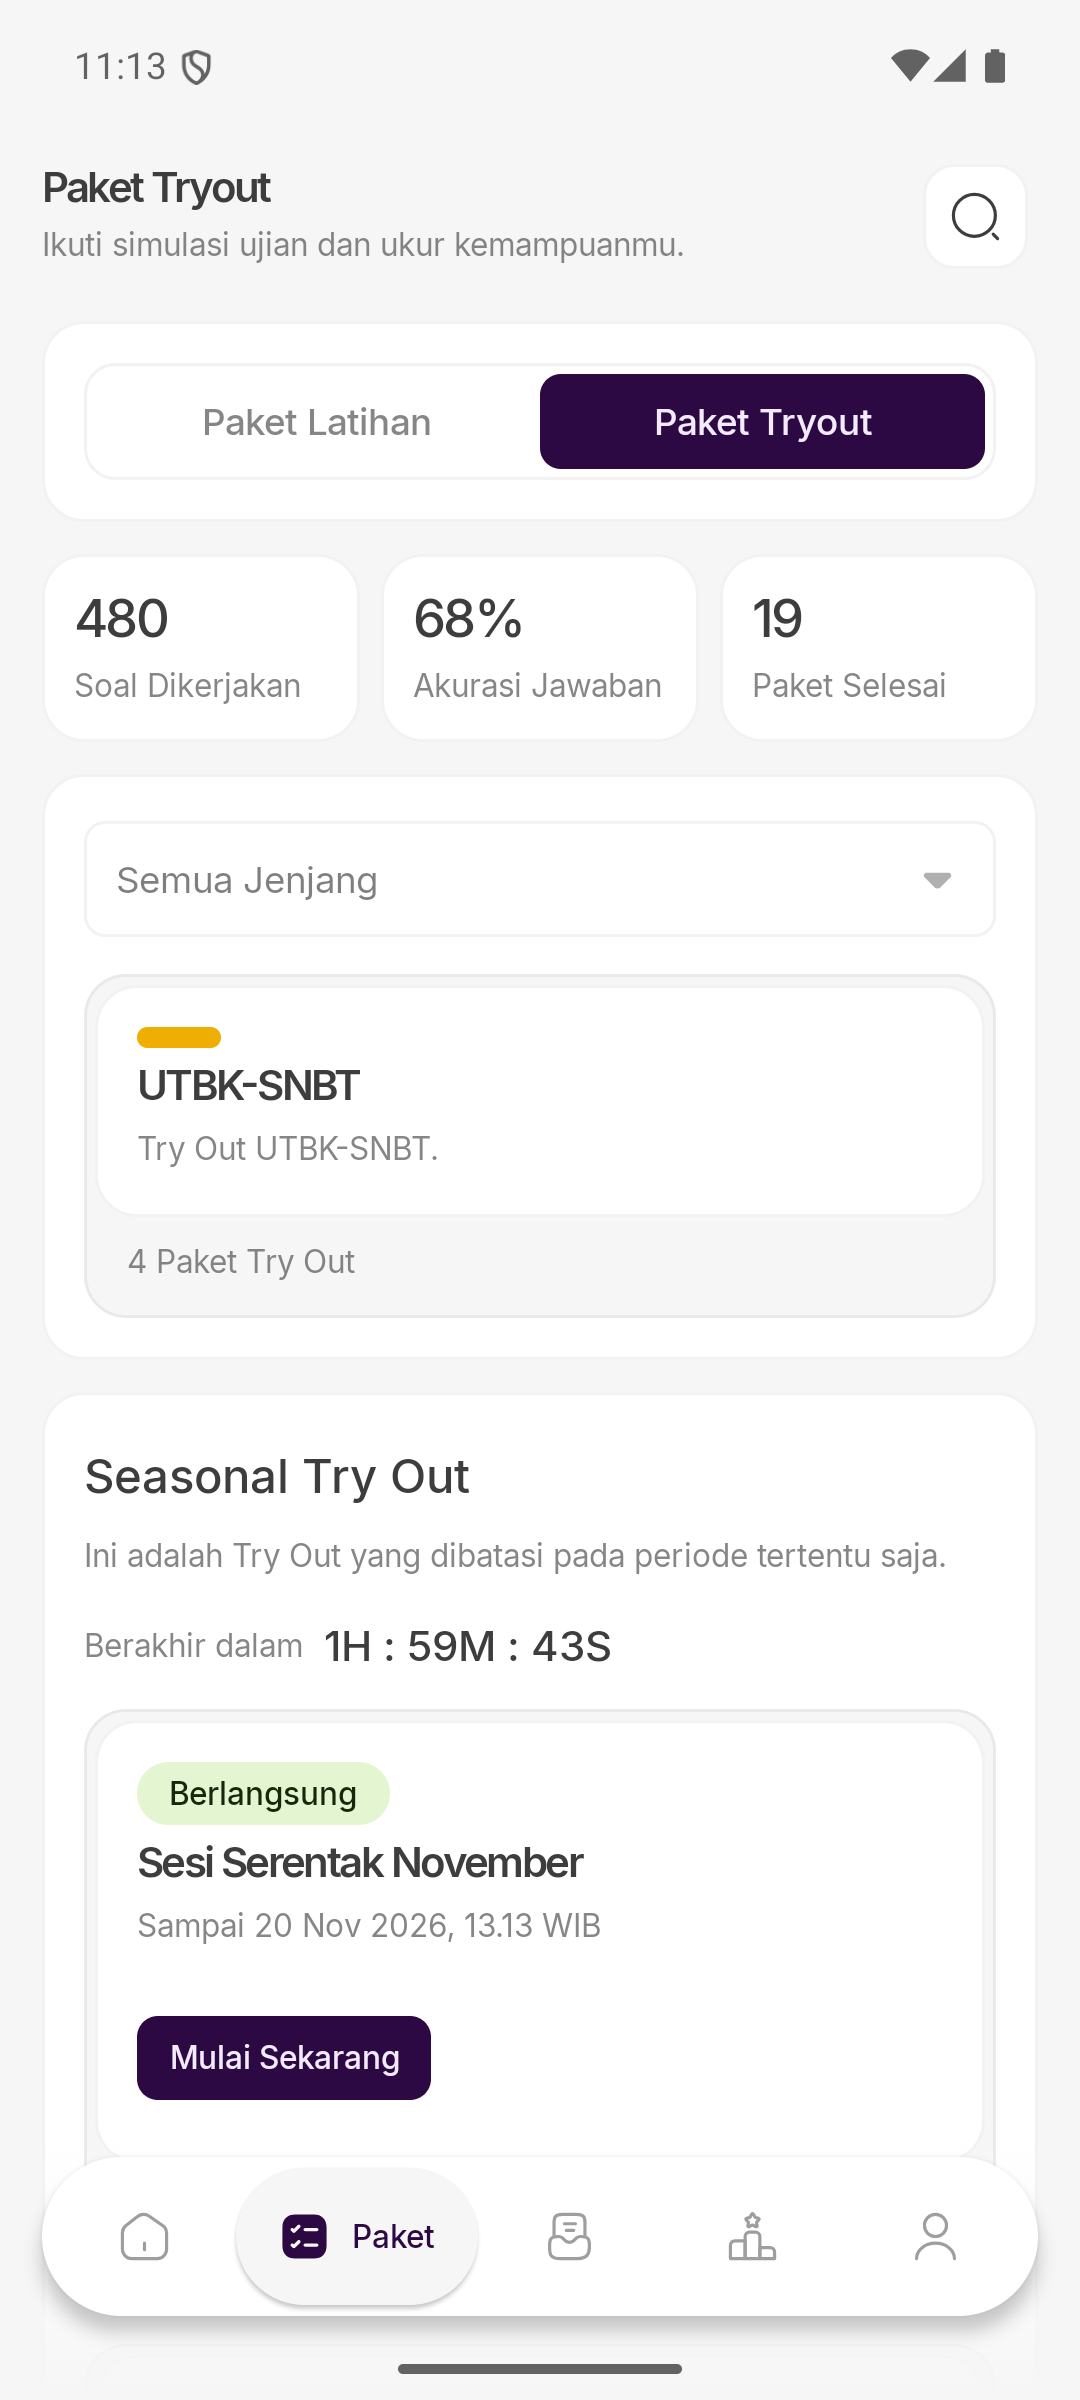 11:13
Paket Tryout
Ikuti simulasi ujian dan ukur kemampuanmu.
Paket Latihan
Paket Tryout
480
Soal Dikerjakan
68%
Akurasi Jawaban
19
Paket Selesai
Semua Jenjang
UTBK-SNBT
Try Out UTBK-SNBT.
4 Paket Try Out
Seasonal Try Out
Ini adalah Try Out yang dibatasi pada periode tertentu saja.
Berakhir dalam 1H : 59M : 43S
Berlangsung
Sesi Serentak November
Sampai 20 Nov 2026, 13.13 WIB
Mulai Sekarang
Paket